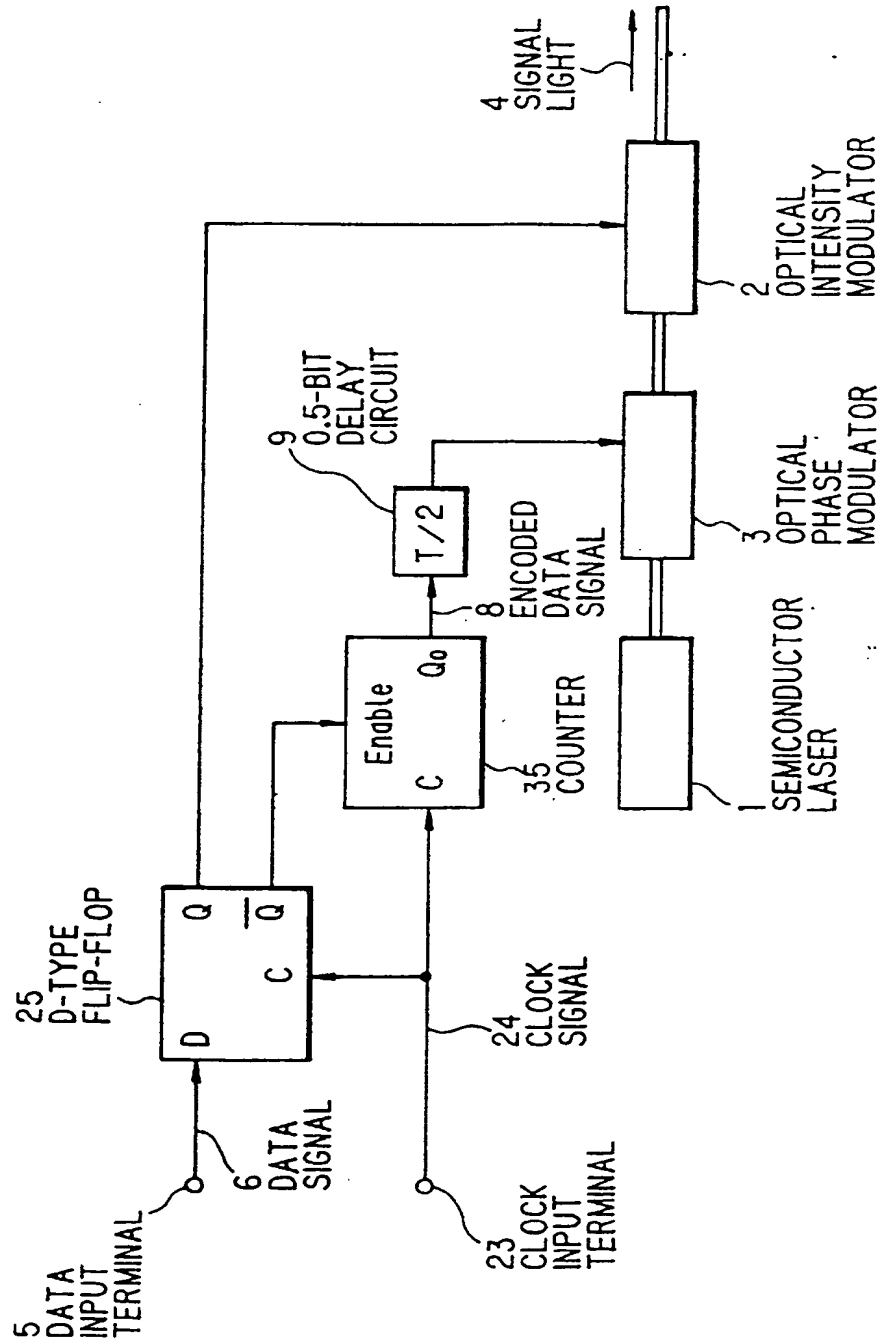 5
DATA
INPUT
TERMINAL
6
DATA
SIGNAL
25
D-TYPE
FLIP-FLOP
D
Q
Q̅
C
23
CLOCK
INPUT
TERMINAL
24
CLOCK
SIGNAL
Enable
C
Q0
35
COUNTER
8
ENCODED
DATA
SIGNAL
9
0.5-BIT
DELAY
CIRCUIT
T/2
1
SEMICONDUCTOR
LASER
3
OPTICAL
PHASE
MODULATOR
2
OPTICAL
INTENSITY
MODULATOR
4
SIGNAL
LIGHT